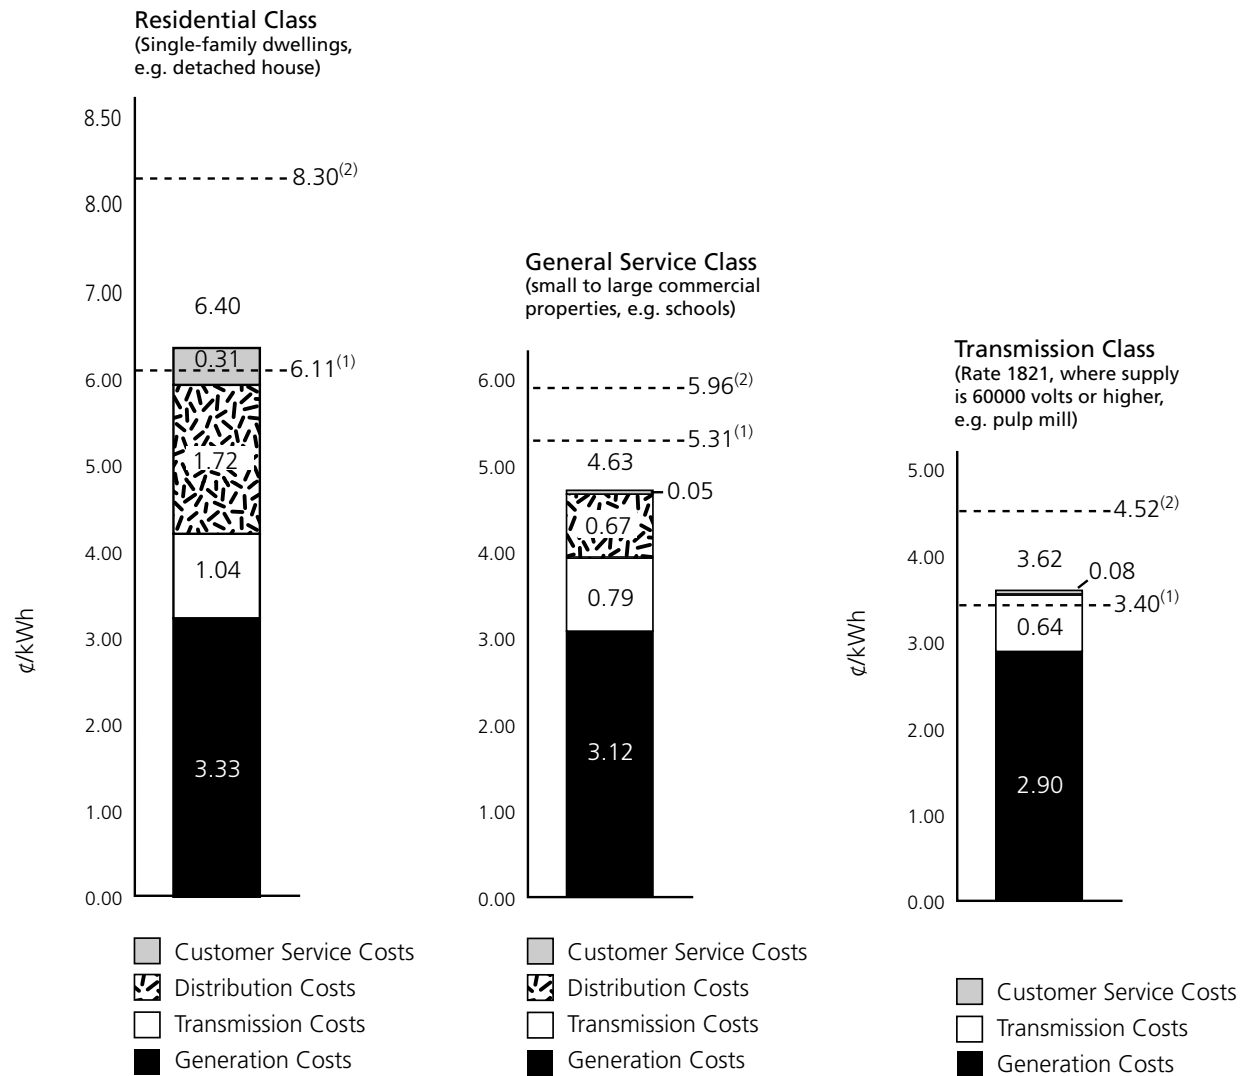 Residential Class
(Single-family dwellings,
e.g. detached house)
8.50
8.30(2)
8.00
7.00
6.40
0.31
6.11(1)
6.00
5.00
1.72
4.00
1.04
3.00
¢/kWh
2.00
3.33
1.00
0.00
Customer Service Costs
Distribution Costs
Transmission Costs
Generation Costs
General Service Class
(small to large commercial
properties, e.g. schools)
6.00
5.96(2)
5.31(1)
4.63
5.00
0.05
0.67
4.00
0.79
3.00
2.00
3.12
1.00
0.00
Customer Service Costs
Distribution Costs
Transmission Costs
Generation Costs
Transmission Class
(Rate 1821, where supply
is 60000 volts or higher,
e.g. pulp mill)
5.00
4.52(2)
4.00
3.62
0.08
3.40(1)
0.64
3.00
¢/kWh
2.00
2.90
1.00
0.00
Customer Service Costs
Transmission Costs
Generation Costs